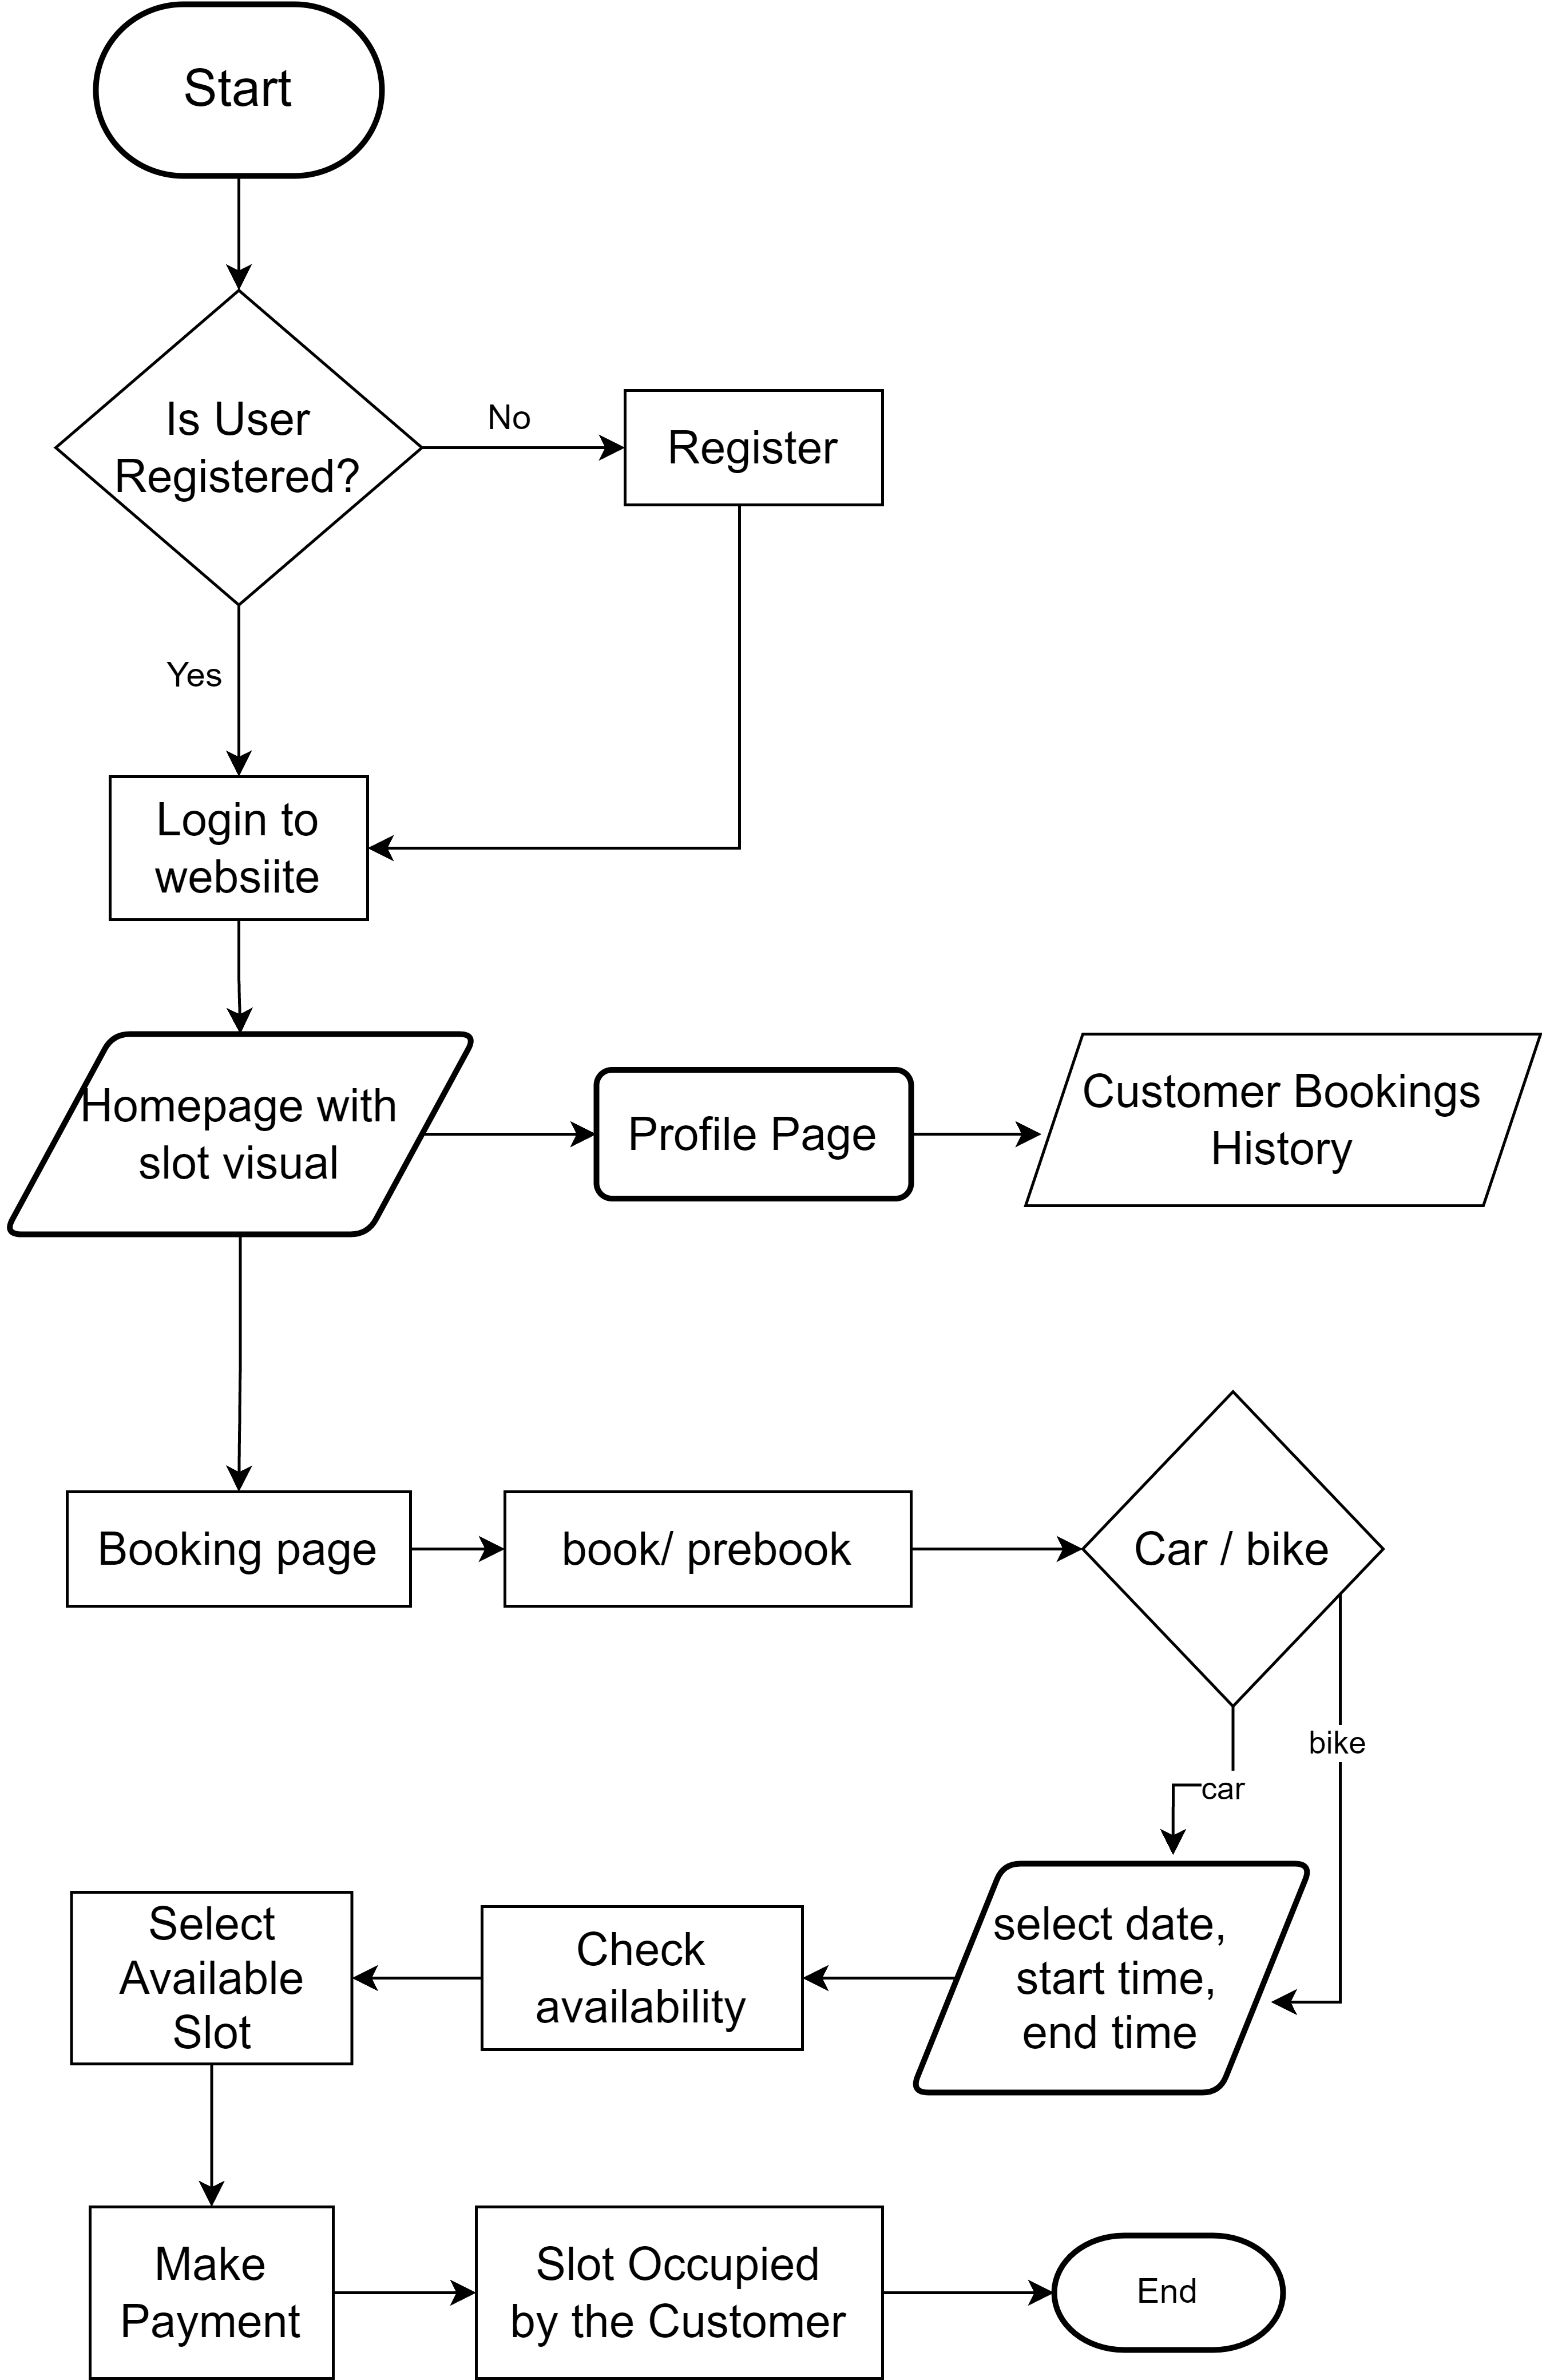 Start
Is User
Registered?
No
Register
Yes
Login to
websiite
Homepage with
slot visual
Profile Page
Customer Bookings
History
Booking page
book/ prebook
Car / bike
bike
car
select date,
start time,
end time
Check
availability
Select
Available
Slot
Make
Payment
Slot Occupied
by the Customer
End